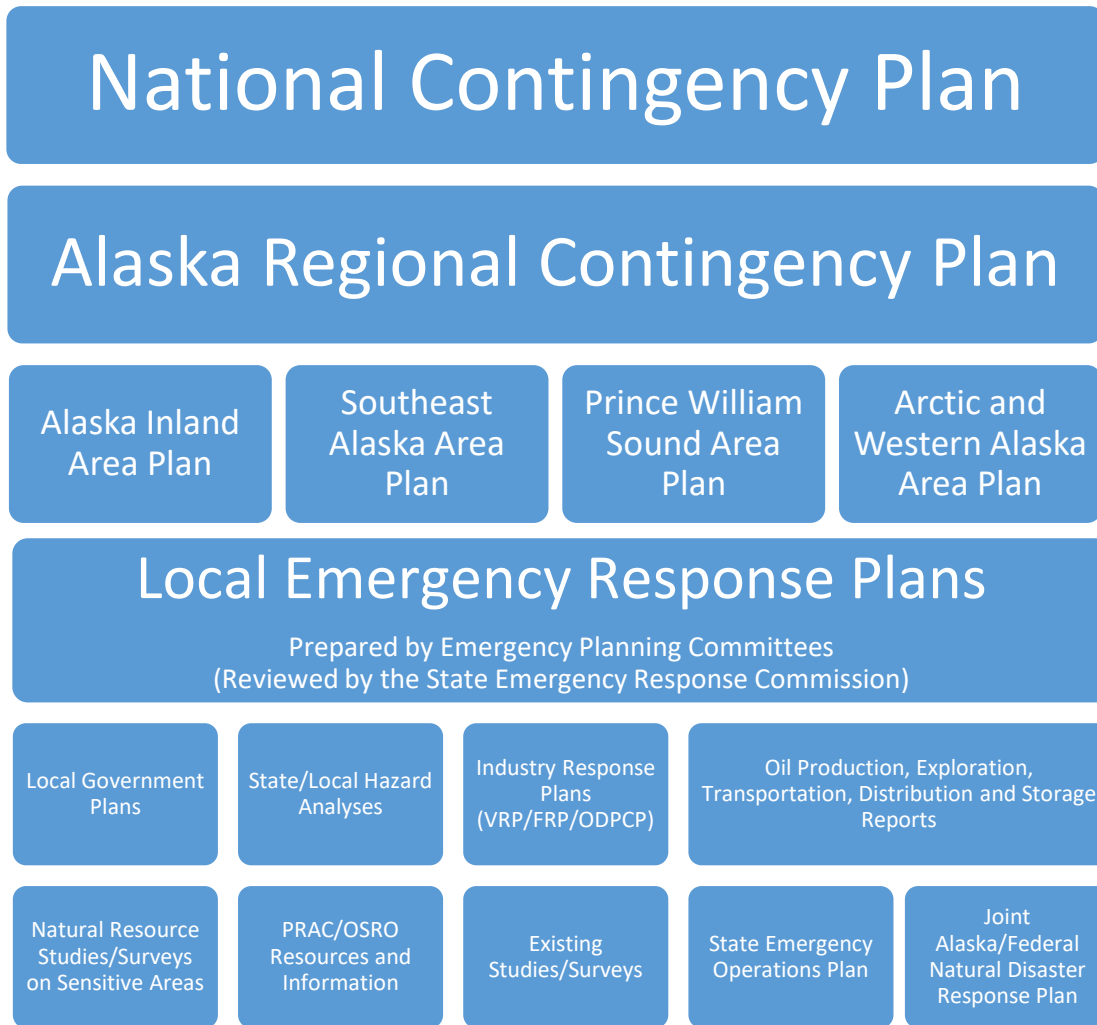 National Contingency Plan
Alaska Regional Contingency Plan
Alaska Inland
Area Plan
Southeast
Alaska Area
Plan
Prince William
Sound Area
Plan
Arctic and
Western Alaska
Area Plan
Local Emergency Response Plans
Prepared by Emergency Planning Committees
(Reviewed by the State Emergency Response Commission)
Local Government
Plans
State/Local Hazard
Analyses
Industry Response
Plans
(VRP/FRP/ODPCP)
Oil Production, Exploration,
Transportation, Distribution and Storage
Reports
Natural Resource
Studies/Surveys
on Sensitive Areas
PRAC/OSRO
Resources and
Information
Existing
Studies/Surveys
State Emergency
Operations Plan
Joint
Alaska/Federal
Natural Disaster
Response Plan